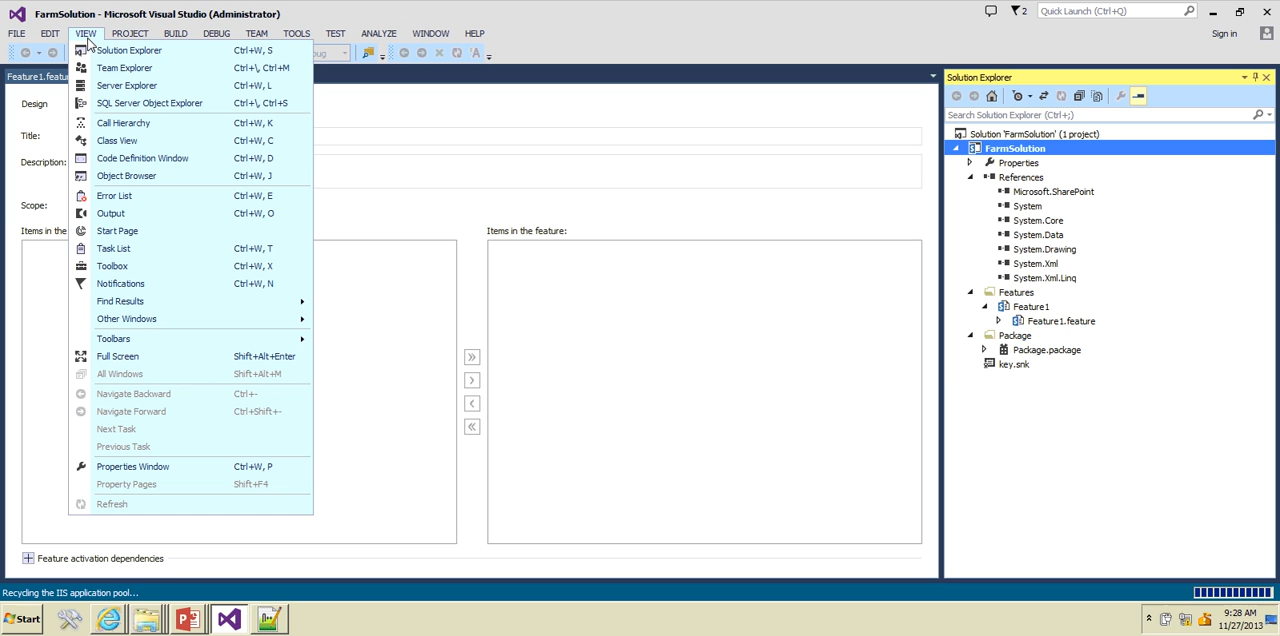 FarmSolution - Microsoft Visual Studio (Administrator)
2
Quick Launch (Ctrl+Q)
FILE EDIT VIEW PROJECT BUILD DEBUG TEAM TOOLS TEST ANALYZE WINDOW HELP
Sign in
Feature1.featur
Design
Title:
Description:
Scope:
Items in the
Items in the feature:
Solution Explorer Ctrl+W, S
Team Explorer Ctrl+\, Ctrl+M
Server Explorer Ctrl+W, L
SQL Server Object Explorer Ctrl+\, Ctrl+S
Call Hierarchy Ctrl+W, K
Class View Ctrl+W, C
Code Definition Window Ctrl+W, D
Object Browser Ctrl+W, J
Error List Ctrl+W, E
Output Ctrl+W, O
Start Page
Task List Ctrl+W, T
Toolbox Ctrl+W, X
Notifications Ctrl+W, N
Find Results
Other Windows
Toolbars
Full Screen Shift+Alt+Enter
All Windows Shift+Alt+M
Navigate Backward Ctrl+-
Navigate Forward Ctrl+Shift+-
Next Task
Previous Task
Properties Window Ctrl+W, P
Property Pages Shift+F4
Refresh
Feature activation dependencies
Solution Explorer
Search Solution Explorer (Ctrl+;)
Solution 'FarmSolution' (1 project)
FarmSolution
Properties
References
Microsoft.SharePoint
System
System.Core
System.Data
System.Drawing
System.Xml
System.Xml.Linq
Features
Feature1
Feature1.feature
Package
Package.package
key.snk
Recycling the IIS application pool...
Start
9:28 AM
11/27/2013